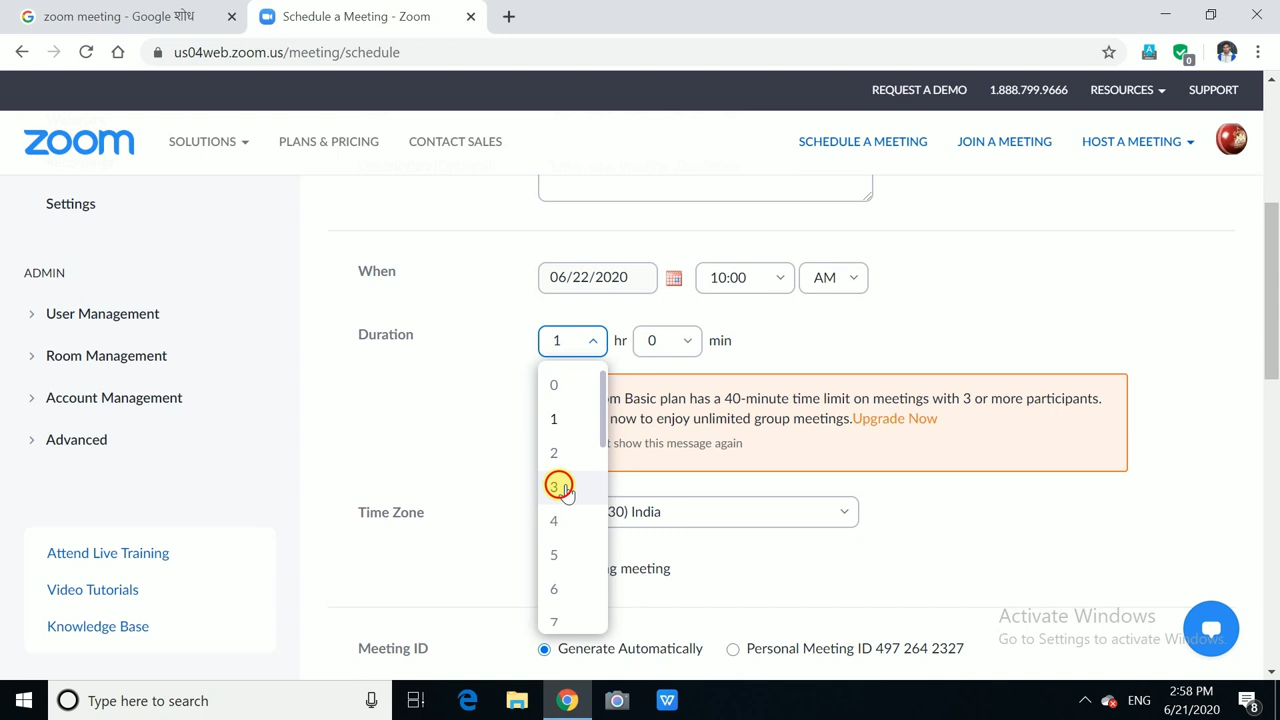 zoom meeting - Google शोध
Schedule a Meeting - Zoom
us04web.zoom.us/meeting/schedule
0
REQUEST A DEMO
1.888.799.9666
RESOURCES
SUPPORT
zoom
SOLUTIONS
PLANS & PRICING
CONTACT SALES
SCHEDULE A MEETING
JOIN A MEETING
HOST A MEETING
Settings
ADMIN
User Management
Room Management
Account Management
Advanced
Attend Live Training
Video Tutorials
Knowledge Base
When
06/22/2020
10:00
AM
Duration
1
hr
0
min
0
1
2
3
4
5
6
7
m Basic plan has a 40-minute time limit on meetings with 3 or more participants.
now to enjoy unlimited group meetings.Upgrade Now
t show this message again
Time Zone
30) India
g meeting
Meeting ID
Generate Automatically
Personal Meeting ID 497 264 2327
Activate Windows
Go to Settings to activate Windows.
Type here to search
ENG
2:58 PM
6/21/2020
8